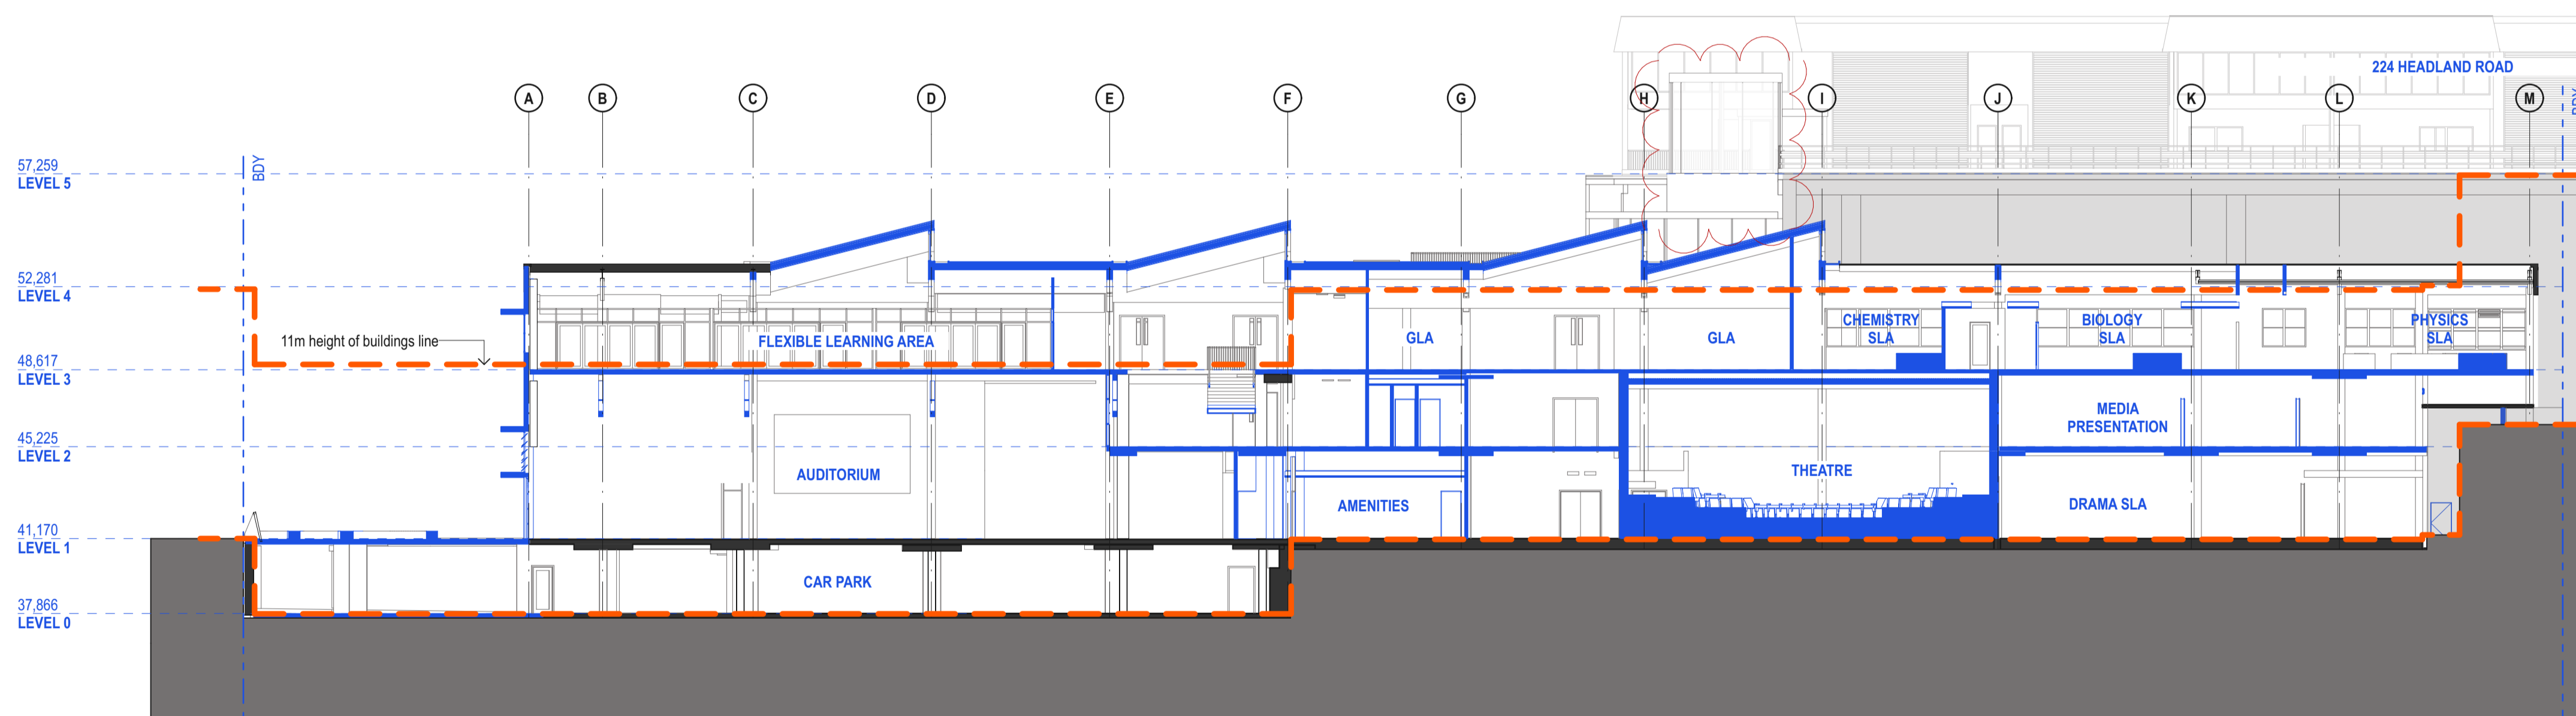 224 HEADLAND ROAD
A B C D E F G H I J K L M
BDY
BDY
57,259
LEVEL 5
52,281
LEVEL 4
11m height of buildings line
48,617
LEVEL 3
45,225
LEVEL 2
41,170
LEVEL 1
37,866
LEVEL 0
FLEXIBLE LEARNING AREA
GLA
GLA
CHEMISTRY
SLA
BIOLOGY
SLA
PHYSICS
SLA
AUDITORIUM
AMENITIES
THEATRE
MEDIA
PRESENTATION
DRAMA SLA
CAR PARK